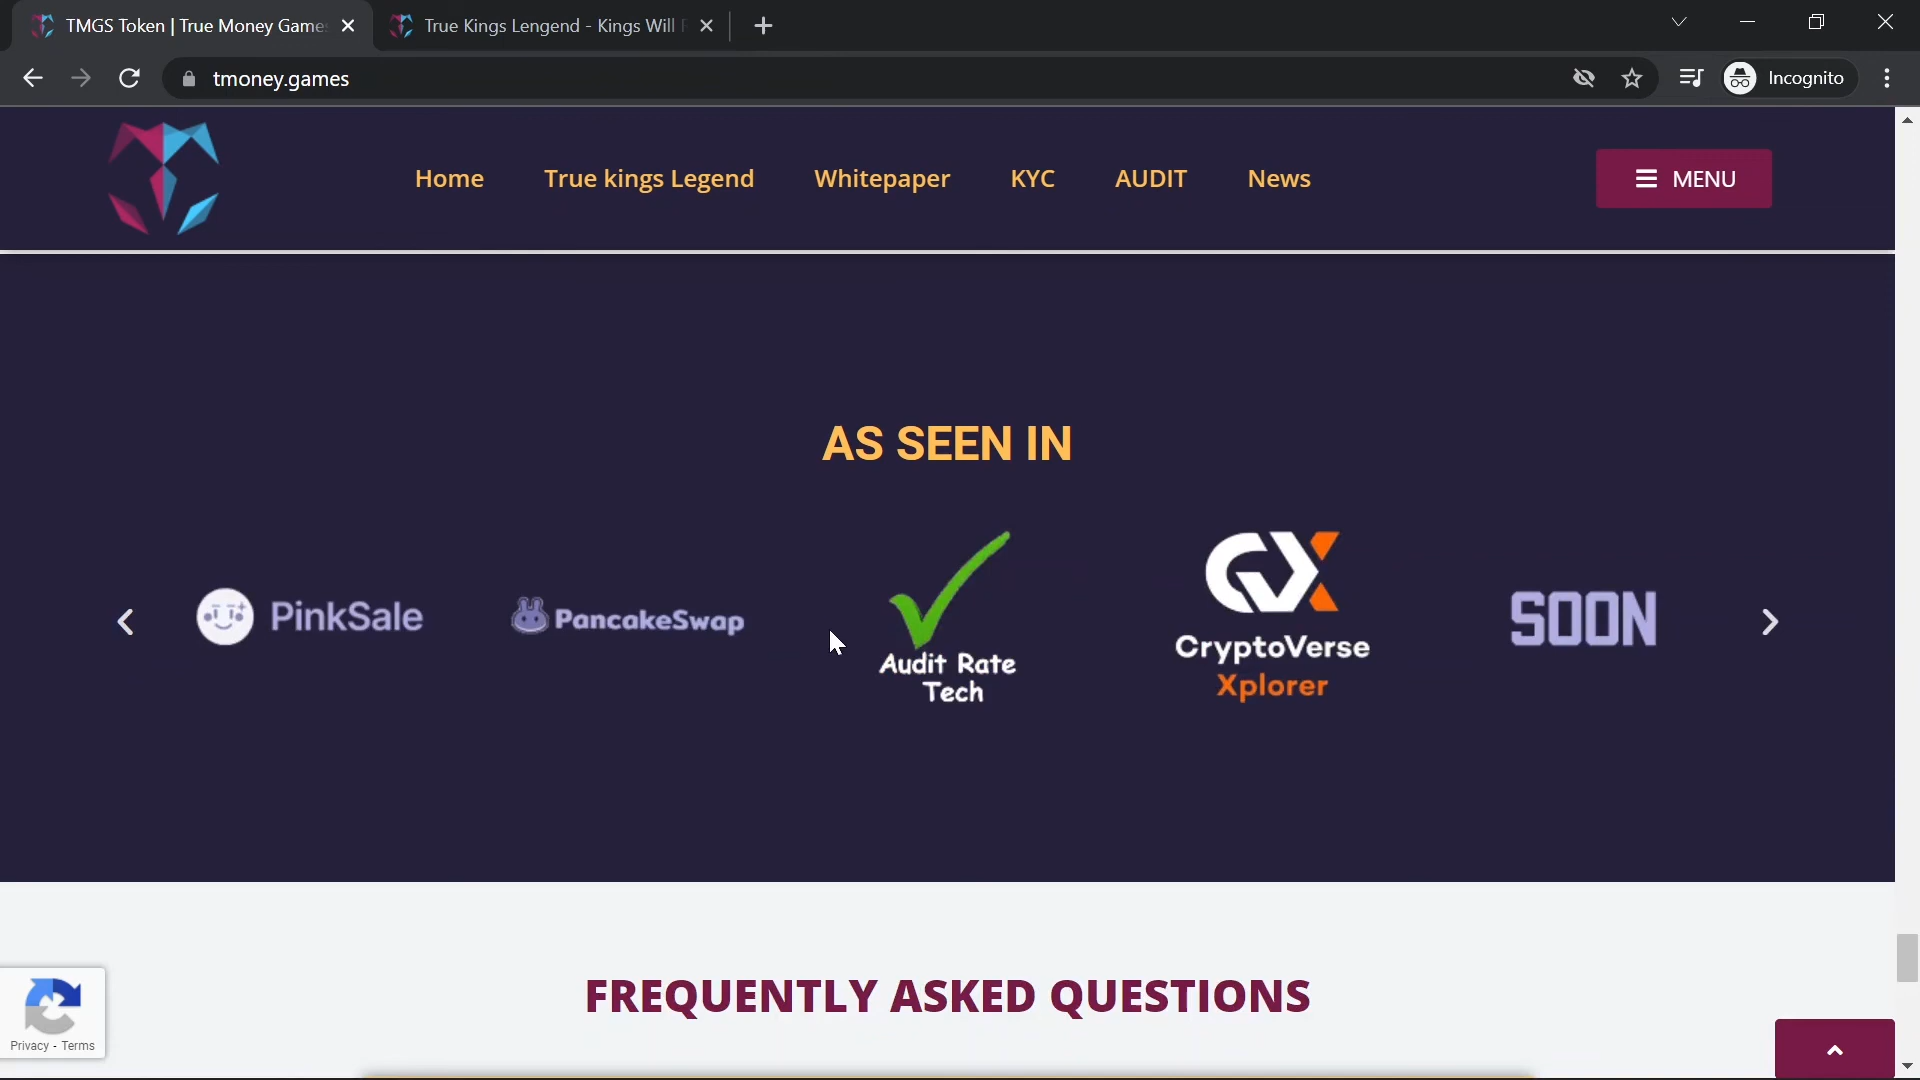 TMGS Token | True Money Game
True Kings Lengend - Kings Will
tmoney.games
Incognito
Home
True kings Legend
Whitepaper
KYC
AUDIT
News
MENU
AS SEEN IN
PinkSale
PancakeSwap
Audit Rate
Tech
CryptoVerse
Xplorer
SOON
FREQUENTLY ASKED QUESTIONS
Privacy - Terms